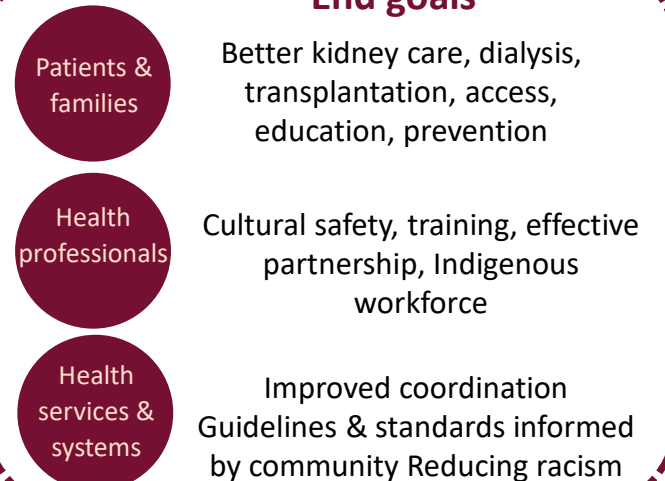 End goals
Patients &
families
Better kidney care, dialysis,
transplantation, access,
education, prevention
Health
professionals
Cultural safety, training, effective
partnership, Indigenous
workforce
Health
services &
systems
Improved coordination
Guidelines & standards informed
by community Reducing racism